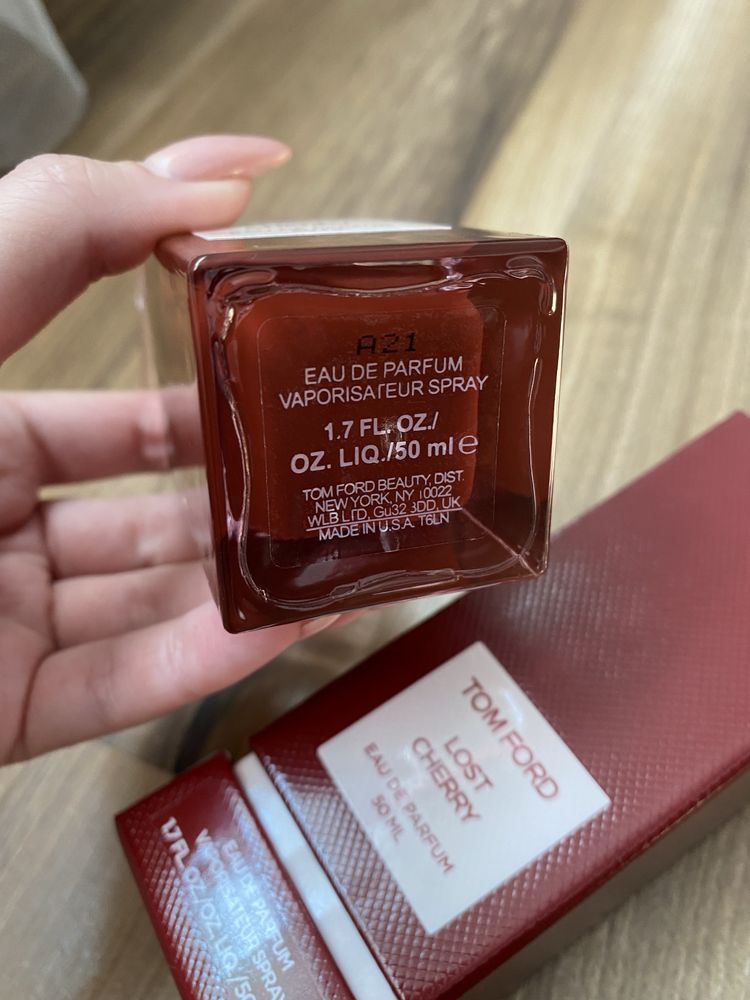 A21
EAU DE PARFUM
VAPORISATEUR SPRAY
1.7 FL. OZ./
OZ. LIQ./50 ml e
TOM FORD BEAUTY, DIST.
NEW YORK, NY 10022
WLB LTD, Gu32 3DD, UK
MADE IN U.S.A. T6LN
TOM FORD
LOST
CHERRY
EAU DE PARFUM
50 ML
EAU DE PARFUM
VAPORISATEUR SPRAY
1.7 FL.OZ./OZ. LIQ./50